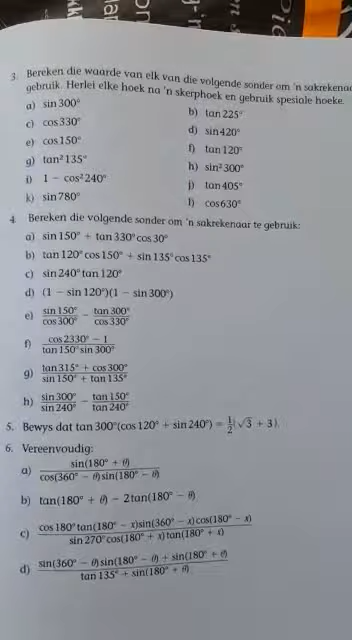 3. Bereken die waarde van elk van die volgende sonder om 'n sakrekenaar
gebruik. Herlei elke hoek na 'n skerphoek en gebruik spesiale hoeke.
a) sin 300°
b) tan 225°
c) cos 330°
d) sin 420°
e) cos 150°
f) tan 120°
g) tan² 135°
h) sin² 300°
i) 1 − cos² 240°
j) tan 405°
k) sin 780°
l) cos 630°
4. Bereken die volgende sonder om 'n sakrekenaar te gebruik:
a) sin 150° + tan 330° cos 30°
b) tan 120° cos 150° + sin 135° cos 135°
c) sin 240° tan 120°
d) (1 − sin 120°)(1 − sin 300°)
e) sin 150°/cos 300° − tan 300°/cos 330°
f) cos 2330° − 1/tan 150° sin 300°
g) tan 315° + cos 300°/sin 150° + tan 135°
h) sin 300°/sin 240° − tan 150°/tan 240°
5. Bewys dat tan 300°(cos 120° + sin 240°) = ½(√3 + 3).
6. Vereenvoudig:
a) sin(180° + θ)/cos(360° − θ)sin(180° − θ)
b) tan(180° + θ) − 2tan(180° − θ)
c) cos 180° tan(180° − x)sin(360° − x)cos(180° − x)/sin 270° cos(180° + x)tan(180° + x)
d) sin(360° − θ)sin(180° − θ) + sin(180° + θ)/tan 135° + sin(180° + θ)